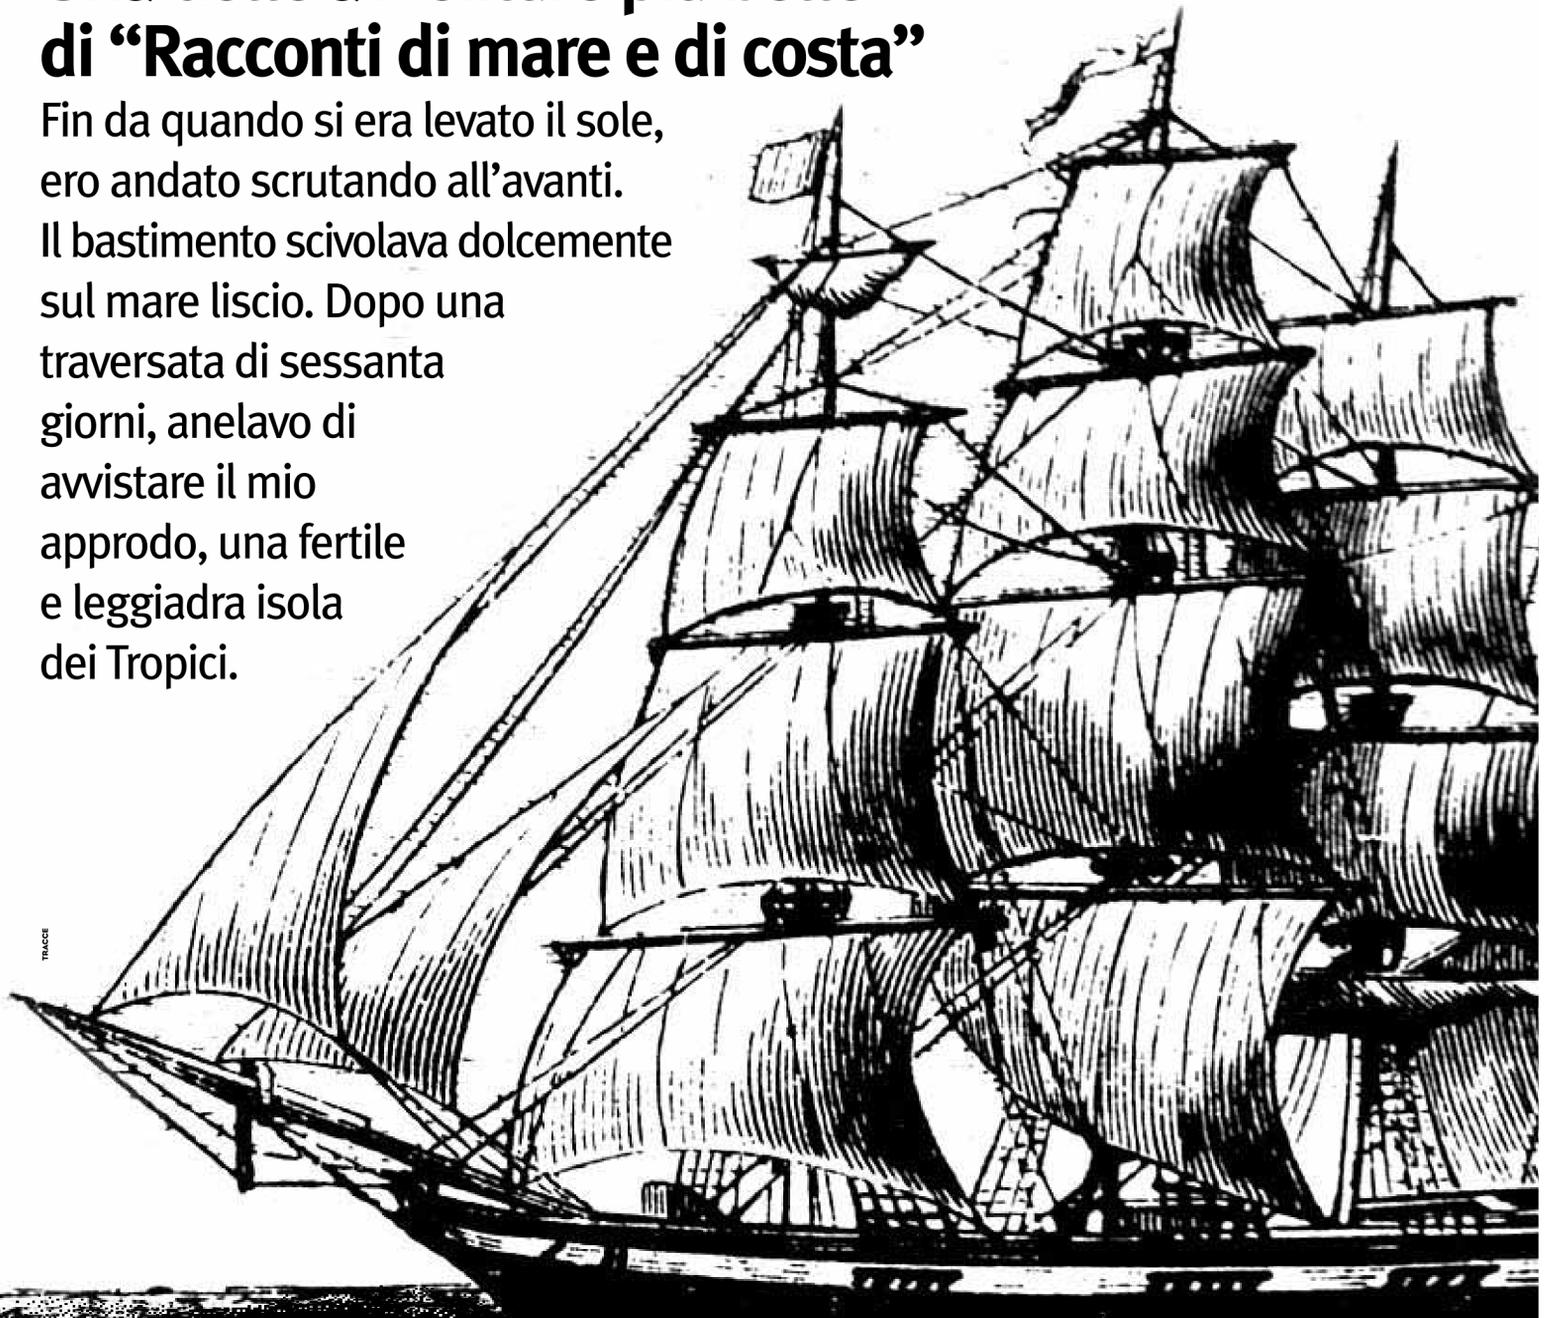 di “Racconti di mare e di costa”
Fin da quando si era levato il sole,
ero andato scrutando all’avanti.
Il bastimento scivolava dolcemente
sul mare liscio. Dopo una
traversata di sessanta
giorni, anelavo di
avvistare il mio
approdo, una fertile
e leggiadra isola
dei Tropici.
TRACCE